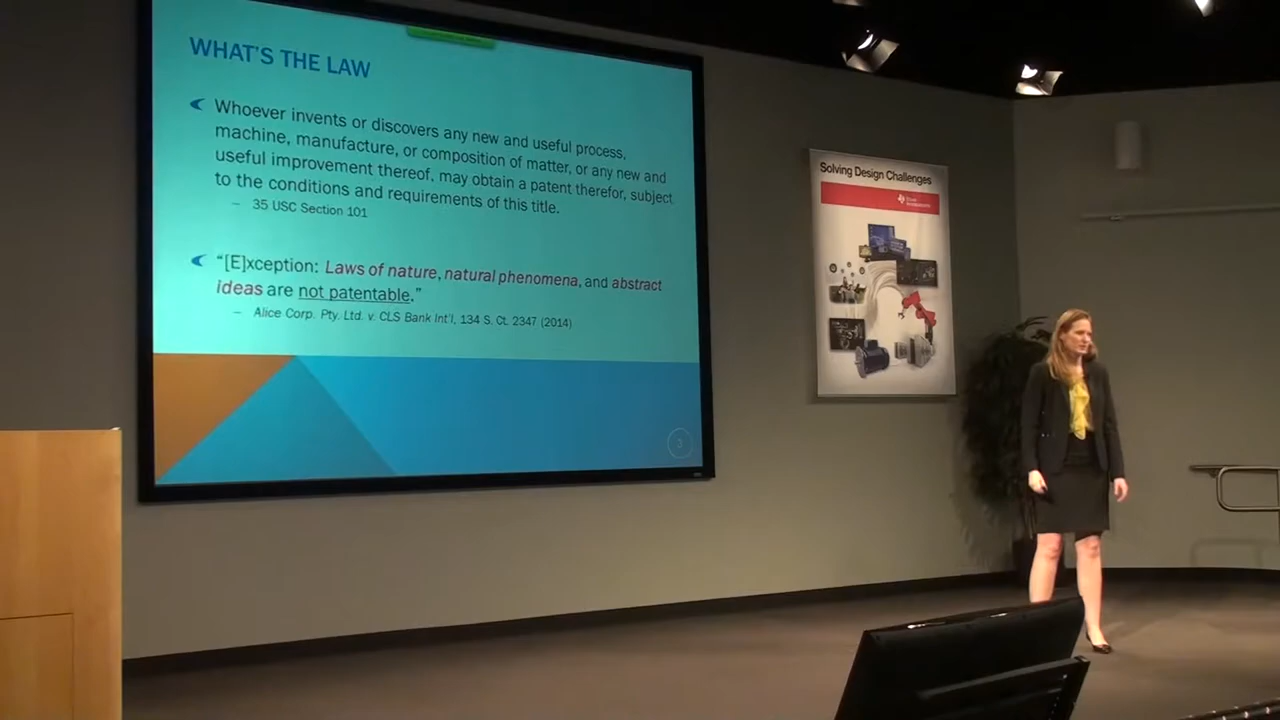 WHAT'S THE LAW
Whoever invents or discovers any new and useful process,
machine, manufacture, or composition of matter, or any new and
useful improvement thereof, may obtain a patent therefor, subject
to the conditions and requirements of this title.
– 35 USC Section 101
"[E]xception: Laws of nature, natural phenomena, and abstract
ideas are not patentable."
– Alice Corp. Pty. Ltd. v. CLS Bank Int'l, 134 S. Ct. 2347 (2014)
3
Solving Design Challenges